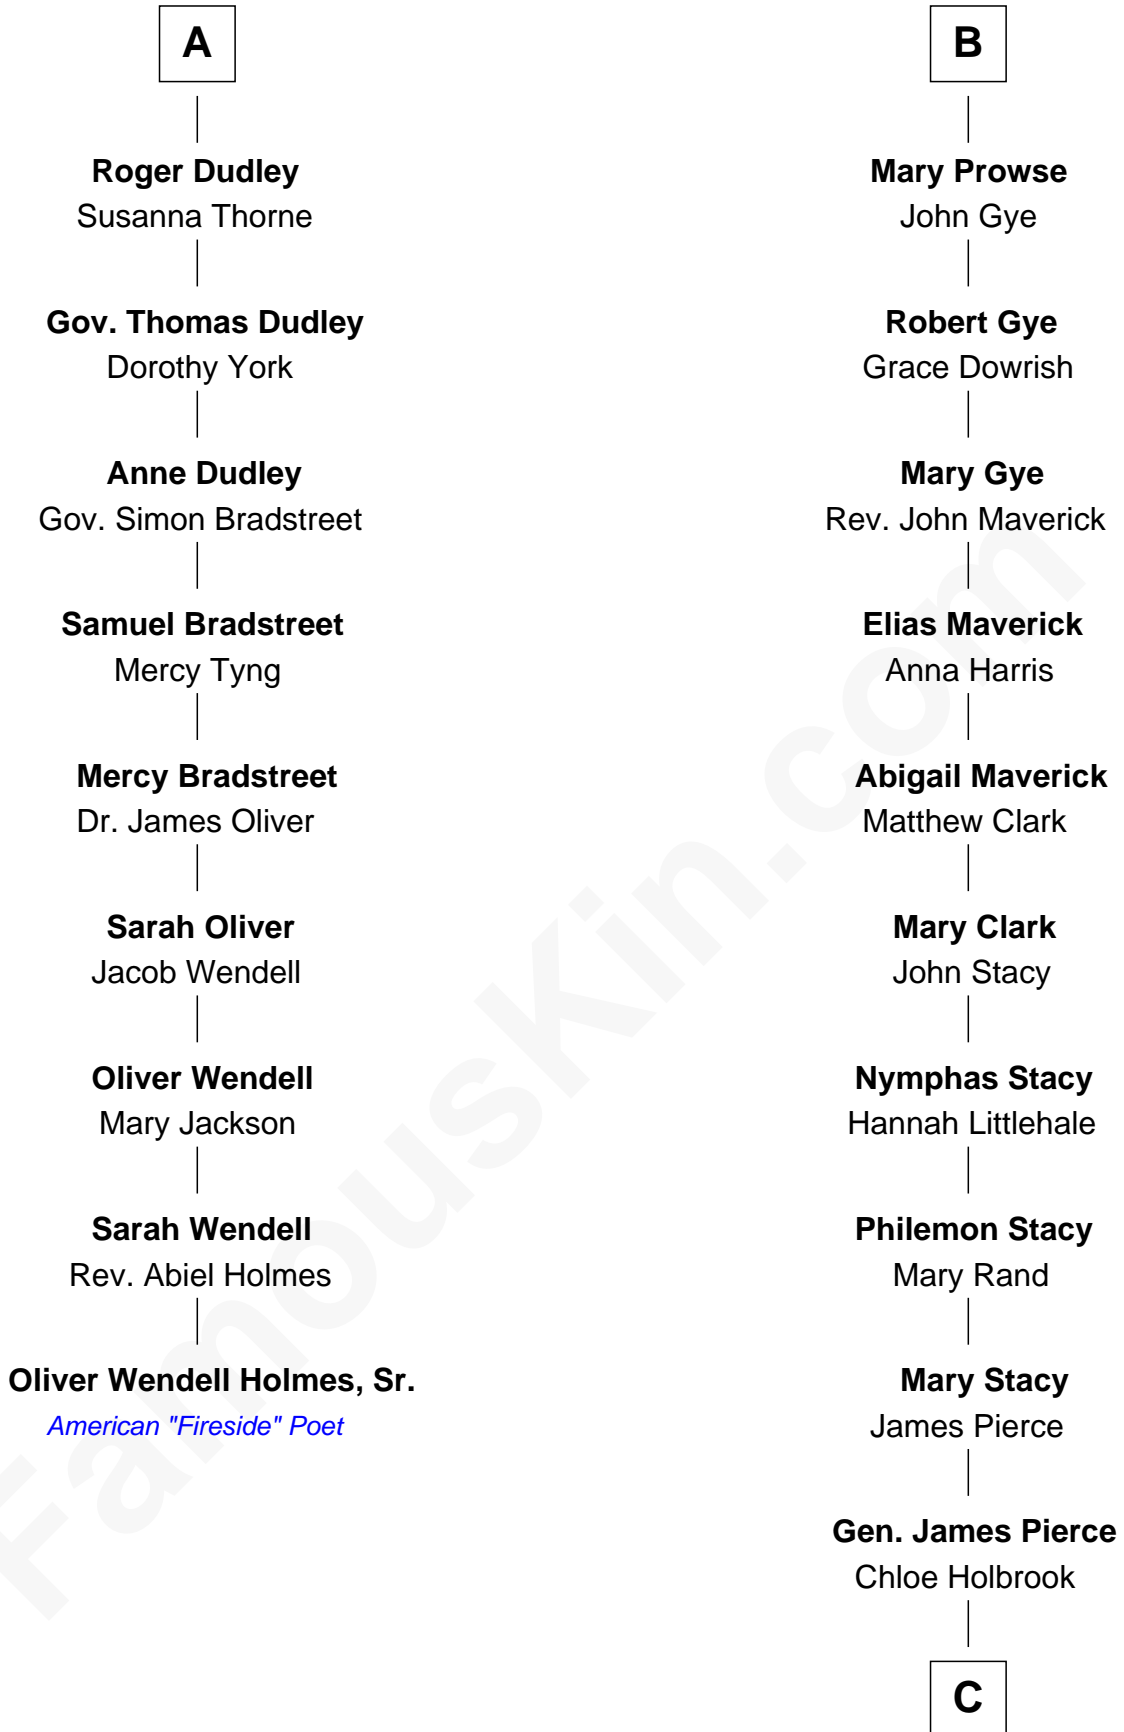 A
Roger Dudley
Susanna Thorne
Gov. Thomas Dudley
Dorothy York
Anne Dudley
Gov. Simon Bradstreet
Samuel Bradstreet
Mercy Tyng
Mercy Bradstreet
Dr. James Oliver
Sarah Oliver
Jacob Wendell
Oliver Wendell
Mary Jackson
Sarah Wendell
Rev. Abiel Holmes
Oliver Wendell Holmes, Sr.
American "Fireside" Poet
B
Mary Prowse
John Gye
Robert Gye
Grace Dowrish
Mary Gye
Rev. John Maverick
Elias Maverick
Anna Harris
Abigail Maverick
Matthew Clark
Mary Clark
John Stacy
Nymphas Stacy
Hannah Littlehale
Philemon Stacy
Mary Rand
Mary Stacy
James Pierce
Gen. James Pierce
Chloe Holbrook
C
FamousKin.com